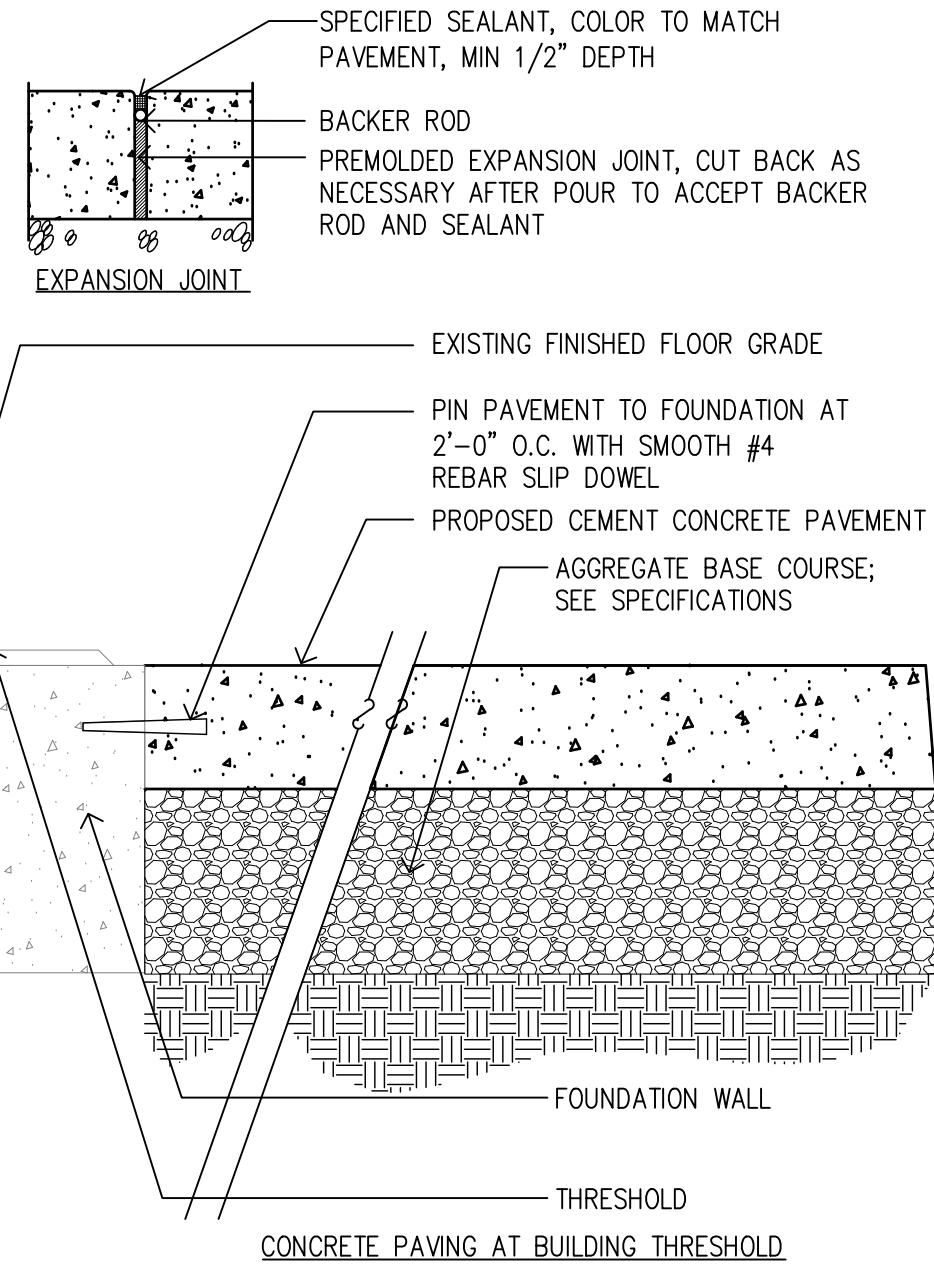 SPECIFIED SEALANT, COLOR TO MATCH
PAVEMENT, MIN 1/2" DEPTH
BACKER ROD
PREMOLDED EXPANSION JOINT, CUT BACK AS
NECESSARY AFTER POUR TO ACCEPT BACKER
ROD AND SEALANT
EXPANSION JOINT
EXISTING FINISHED FLOOR GRADE
PIN PAVEMENT TO FOUNDATION AT
2'-0" O.C. WITH SMOOTH #4
REBAR SLIP DOWEL
PROPOSED CEMENT CONCRETE PAVEMENT
AGGREGATE BASE COURSE;
SEE SPECIFICATIONS
FOUNDATION WALL
THRESHOLD
CONCRETE PAVING AT BUILDING THRESHOLD